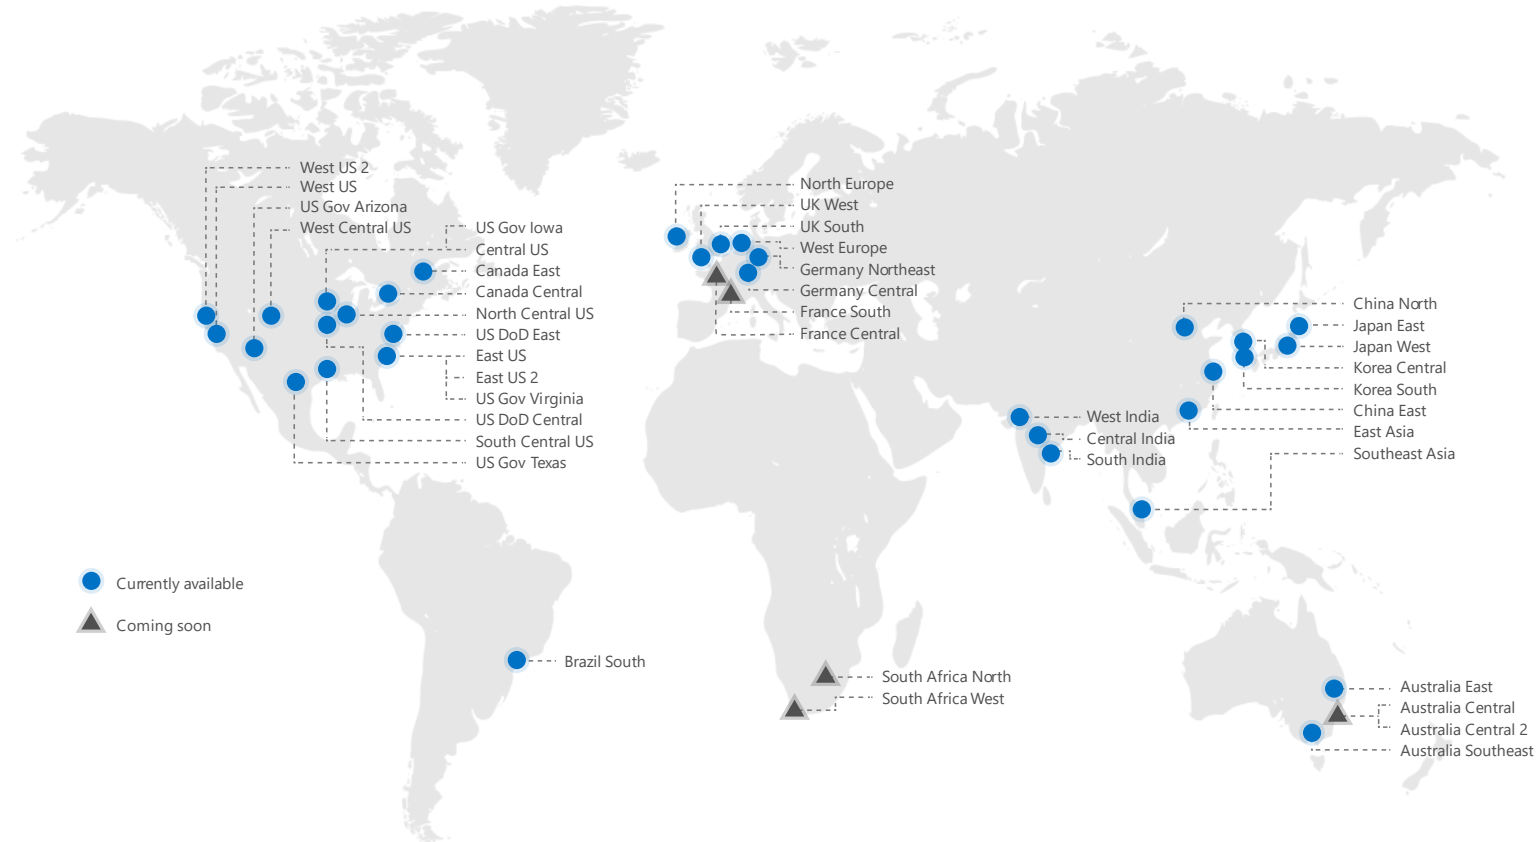 West US 2
West US
US Gov Arizona
West Central US
US Gov Iowa
Central US
Canada East
Canada Central
North Central US
US DoD East
East US
East US 2
US Gov Virginia
US DoD Central
South Central US
US Gov Texas
North Europe
UK West
UK South
West Europe
Germany Northeast
Germany Central
France South
France Central
China North
Japan East
Japan West
Korea Central
Korea South
China East
East Asia
Southeast Asia
West India
Central India
South India
Currently available
Coming soon
Brazil South
South Africa North
South Africa West
Australia East
Australia Central
Australia Central 2
Australia Southeast